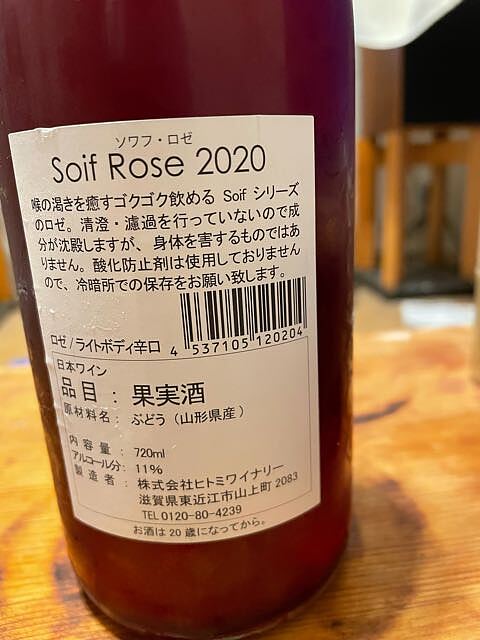 ソワフ・ロゼ
Soif Rose 2020
喉の渇きを癒すゴクゴク飲める Soif シリーズ
のロゼ。清澄・濾過を行っていないので成
分が沈殿しますが、身体を害するものではあ
りません。酸化防止剤は使用しておりません
ので、冷暗所での保存をお願い致します。
ロゼ/ライトボディ辛口
4 537105 120204
日本ワイン
品目 : 果実酒
原材料名 : ぶどう（山形県産）
内容量 : 720ml
アルコール分 : 11%
製造者 : 株式会社ヒトミワイナリー
滋賀県東近江市山上町 2083
TEL 0120-80-4239
お酒は 20 歳になってから。